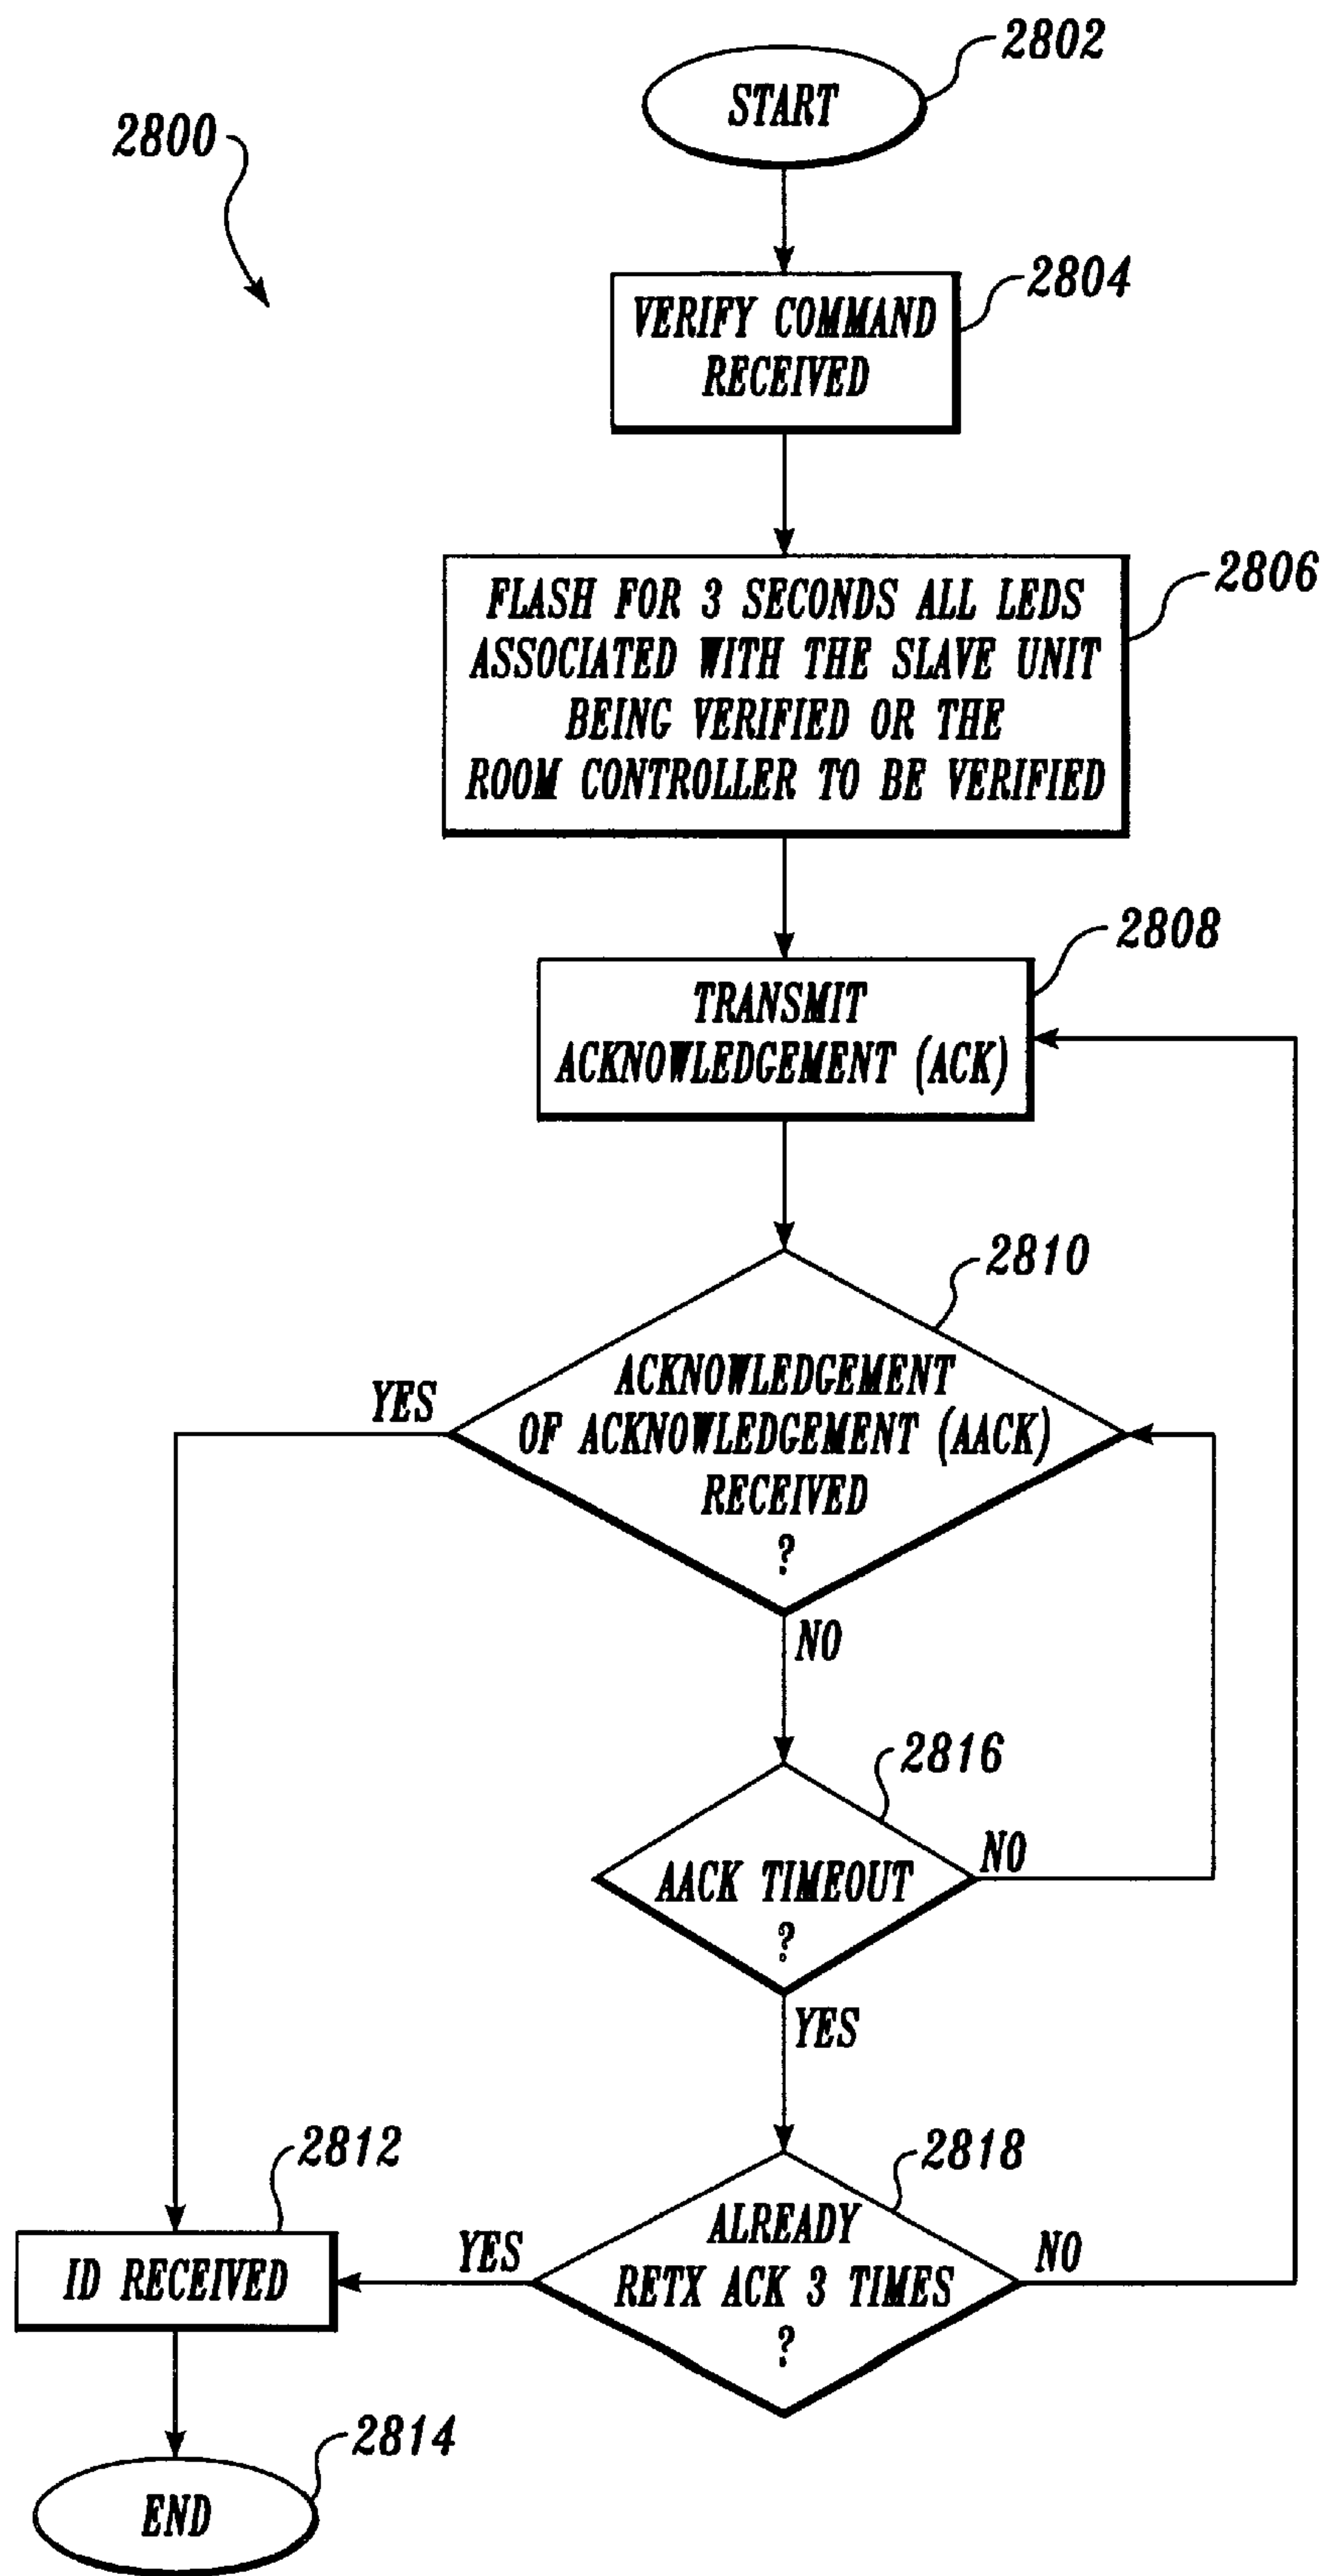 2802
START
2800
2804
VERIFY COMMAND
RECEIVED
2806
FLASH FOR 3 SECONDS ALL LEDS
ASSOCIATED WITH THE SLAVE UNIT
BEING VERIFIED OR THE
ROOM CONTROLLER TO BE VERIFIED
2808
TRANSMIT
ACKNOWLEDGEMENT (ACK)
2810
ACKNOWLEDGEMENT
OF ACKNOWLEDGEMENT (AACK)
RECEIVED
?
YES
NO
2816
AACK TIMEOUT
?
NO
YES
2812
2818
ID RECEIVED
YES
ALREADY
RETX ACK 3 TIMES
?
NO
2814
END